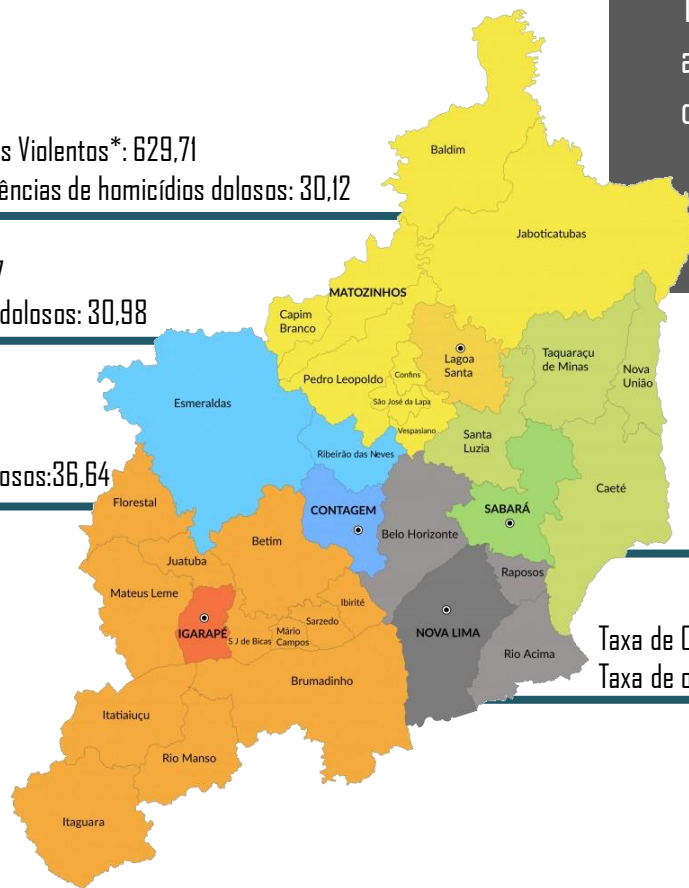 s Violentos*: 629,71
ências de homicídios dolosos: 30,12
7
dolosos: 30,98
osos:36,64
Baldim
Jaboticatubas
MATOZINHOS
Capim
Branco
Lagoa
Santa
Taquaraçu
de Minas
Nova
União
Pedro Leopoldo
Confins
São José da Lapa
Vespasiano
Esmeraldas
Ribeirão das Neves
Santa
Luzia
Caeté
CONTAGEM
SABARÁ
Florestal
Betim
Belo Horizonte
Juatuba
Raposos
Mateus Leme
Ibirité
Sarzedo
IGARAPÉ
S J de Bicas
Mário
Campos
NOVA LIMA
Rio Acima
Brumadinho
Itatiaiuçu
Rio Manso
Itaguara
Taxa de
Taxa de o